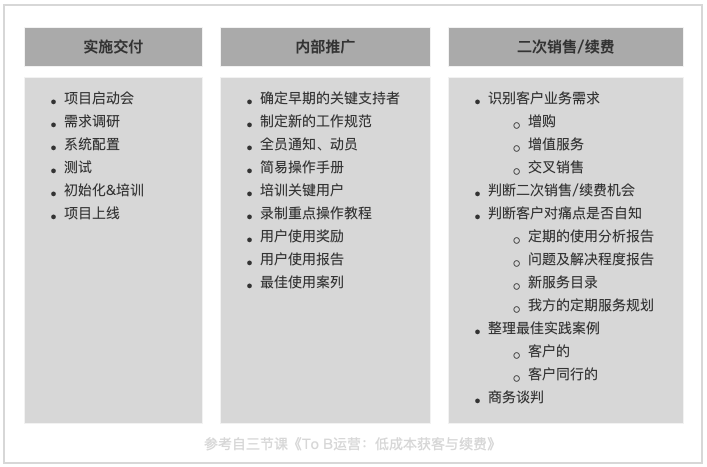 实施交付
项目启动会
需求调研
系统配置
测试
初始化&培训
项目上线
内部推广
确定早期的关键支持者
制定新的工作规范
全员通知、动员
简易操作手册
培训关键用户
录制重点操作教程
用户使用奖励
用户使用报告
最佳使用案列
二次销售/续费
识别客户业务需求
增购
增值服务
交叉销售
判断二次销售/续费机会
判断客户对痛点是否自知
定期的使用分析报告
问题及解决程度报告
新服务目录
我方的定期服务规划
整理最佳实践案例
客户的
客户同行的
商务谈判
参考自三节课《To B运营：低成本获客与续费》